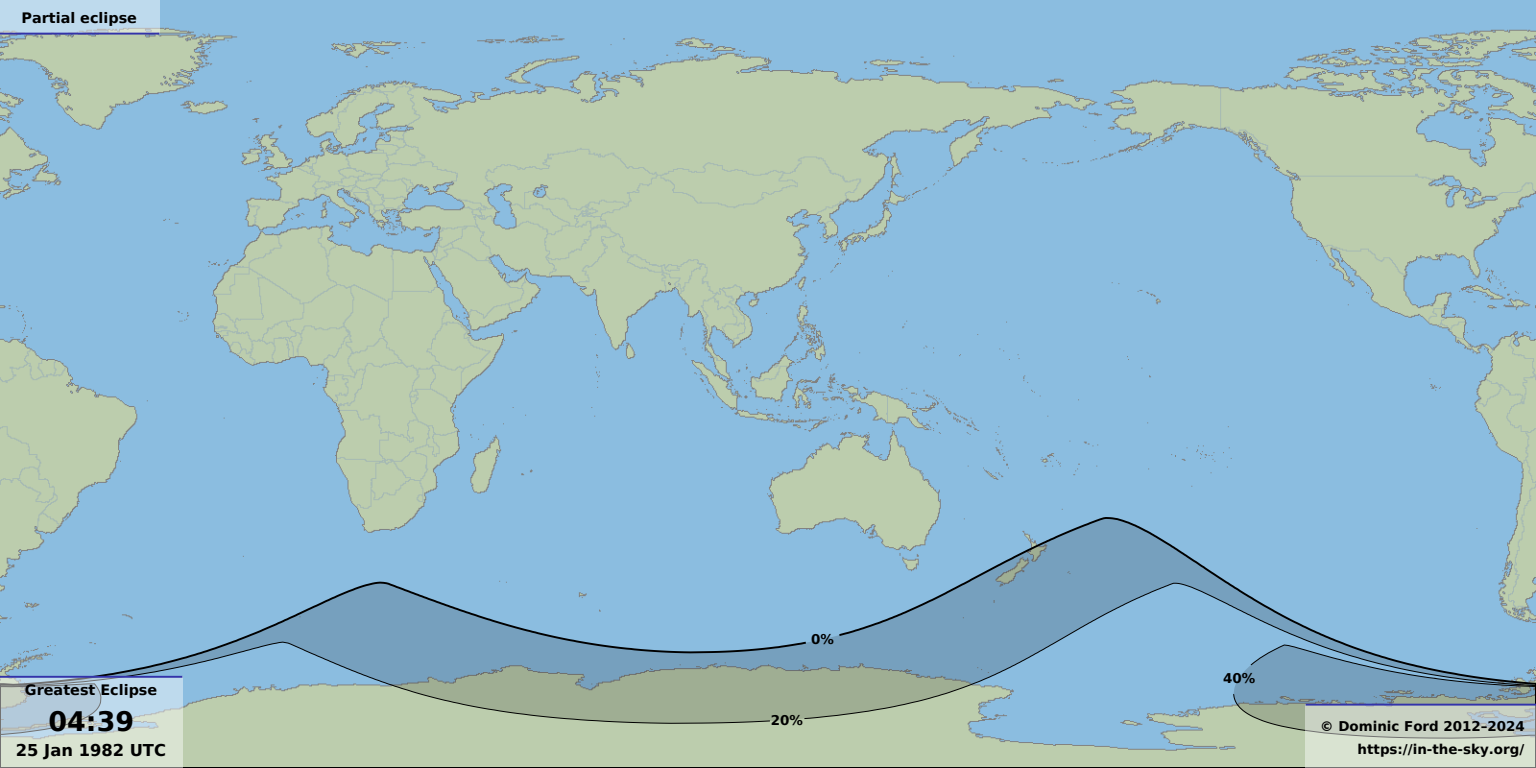 Partial eclipse
0%
40%
20%
Greatest Eclipse
04:39
25 Jan 1982 UTC
© Dominic Ford 2012–2024
https://in-the-sky.org/